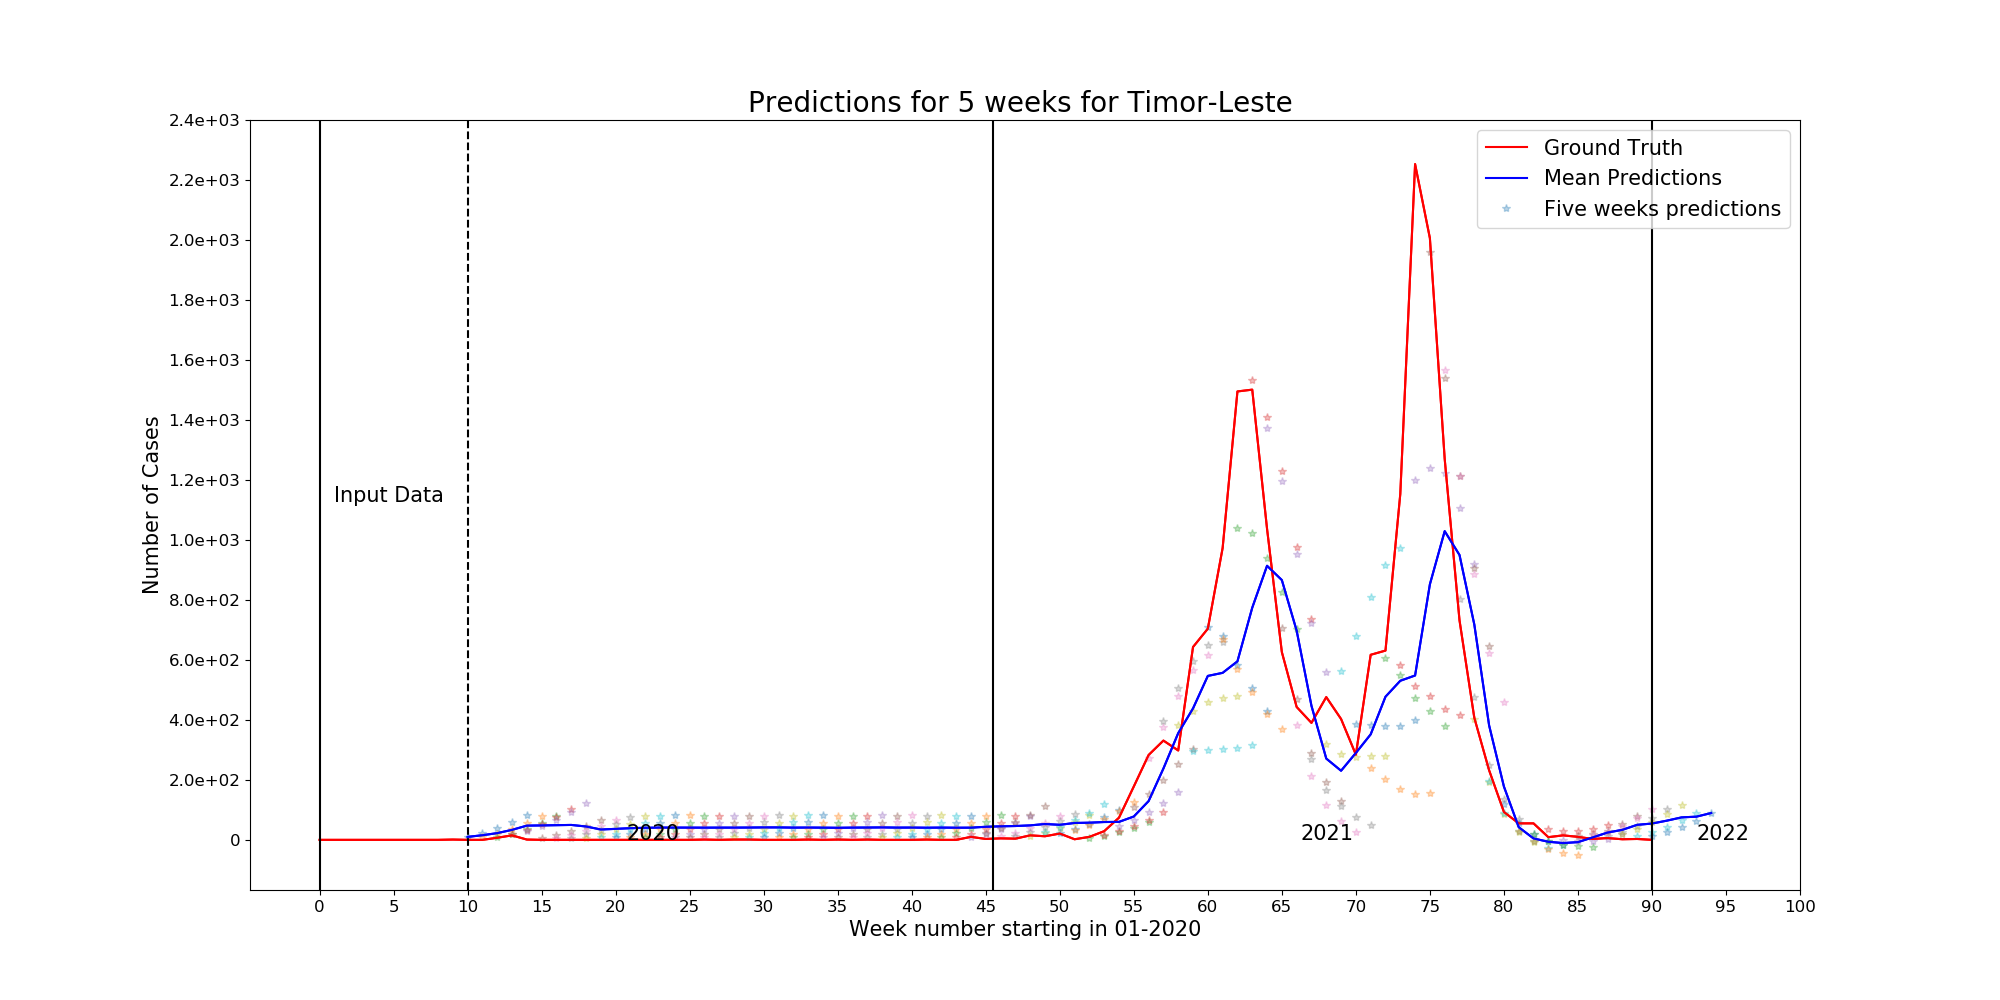 Predictions for 5 weeks for Timor-Leste
2.4e+03
2.2e+03
2.0e+03
1.8e+03
1.6e+03
1.4e+03
1.2e+03
1.0e+03
8.0e+02
6.0e+02
4.0e+02
2.0e+02
0
Number of Cases
Ground Truth
Mean Predictions
Five weeks predictions
Input Data
2020
2021
2022
0 5 10 15 20 25 30 35 40 45 50 55 60 65 70 75 80 85 90 95 100
Week number starting in 01-2020